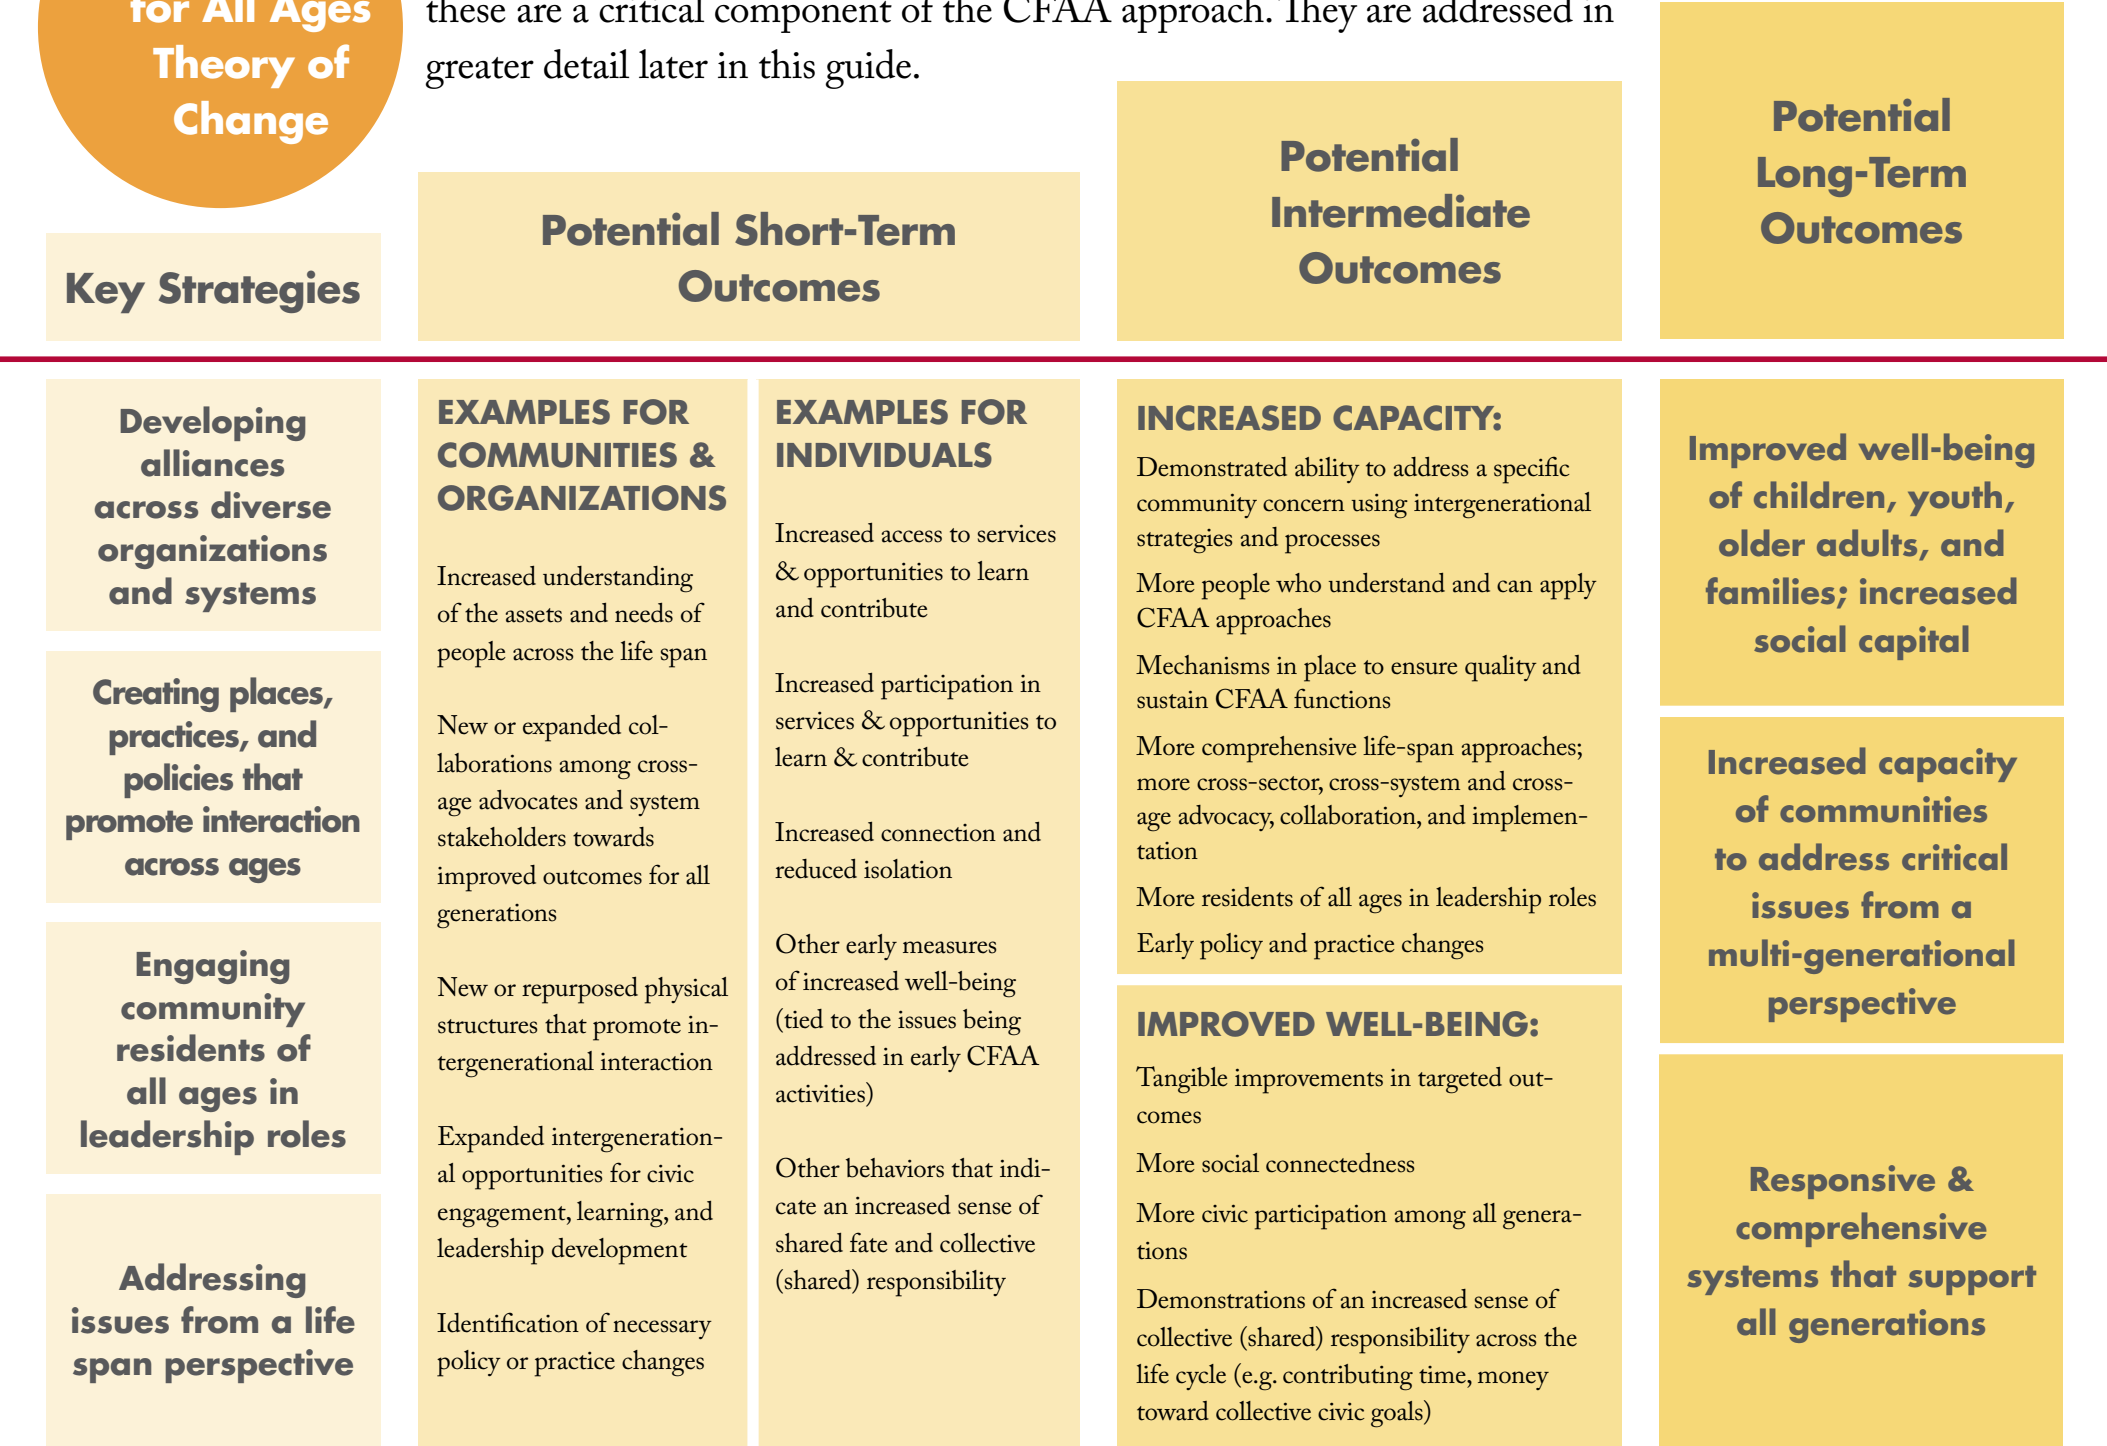 for All Ages
Theory of
Change
these are a critical component of the CFAA approach. They are addressed in
greater detail later in this guide.
Key Strategies
Potential Short-Term
Outcomes
Potential
Intermediate
Outcomes
Potential
Long-Term
Outcomes
Developing
alliances
across diverse
organizations
and systems
Creating places,
practices, and
policies that
promote interaction
across ages
Engaging
community
residents of
all ages in
leadership roles
Addressing
issues from a life
span perspective
EXAMPLES FOR
COMMUNITIES &
ORGANIZATIONS
Increased understanding
of the assets and needs of
people across the life span
New or expanded col-
laborations among cross-
age advocates and system
stakeholders towards
improved outcomes for all
generations
New or repurposed physical
structures that promote in-
tergenerational interaction
Expanded intergeneration-
al opportunities for civic
engagement, learning, and
leadership development
Identification of necessary
policy or practice changes
EXAMPLES FOR
INDIVIDUALS
Increased access to services
& opportunities to learn
and contribute
Increased participation in
services & opportunities to
learn & contribute
Increased connection and
reduced isolation
Other early measures
of increased well-being
(tied to the issues being
addressed in early CFAA
activities)
Other behaviors that indi-
cate an increased sense of
shared fate and collective
(shared) responsibility
INCREASED CAPACITY:
Demonstrated ability to address a specific
community concern using intergenerational
strategies and processes
More people who understand and can apply
CFAA approaches
Mechanisms in place to ensure quality and
sustain CFAA functions
More comprehensive life-span approaches;
more cross-sector, cross-system and cross-
age advocacy, collaboration, and implemen-
tation
More residents of all ages in leadership roles
Early policy and practice changes
IMPROVED WELL-BEING:
Tangible improvements in targeted out-
comes
More social connectedness
More civic participation among all genera-
tions
Demonstrations of an increased sense of
collective (shared) responsibility across the
life cycle (e.g. contributing time, money
toward collective civic goals)
Improved well-being
of children, youth,
older adults, and
families; increased
social capital
Increased capacity
of communities
to address critical
issues from a
multi-generational
perspective
Responsive &
comprehensive
systems that support
all generations